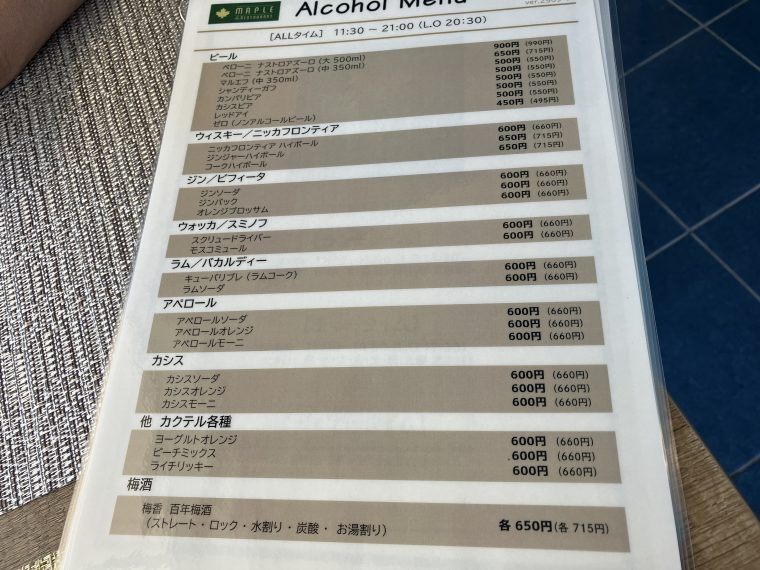 MAPLE
Alcohol Menu
[ALLタイム] 11:30 ～ 21:00 (L.O 20:30)
ビール
ペローニ ナストロアズーロ (大 500ml) 900円 (990円)
ペローニ ナストロアズーロ (中 350ml) 650円 (715円)
マルエフ (中 350ml) 500円 (550円)
シャンディーガフ 500円 (550円)
カンパリビア 500円 (550円)
カシスビア 500円 (550円)
レッドアイ 500円 (550円)
ゼロ (ノンアルコールビール) 450円 (495円)
ウィスキー／ニッカフロンティア
ニッカフロンティア ハイボール 600円 (660円)
ジンジャーハイボール 650円 (715円)
コークハイボール 650円 (715円)
ジン／ビフィータ
ジンソーダ 600円 (660円)
ジンバック 600円 (660円)
オレンジブロッサム 600円 (660円)
ウォッカ／スミノフ
スクリュードライバー 600円 (660円)
モスコミュール 600円 (660円)
ラム／バカルディー
キューバリブレ (ラムコーク) 600円 (660円)
ラムソーダ 600円 (660円)
アペロール
アペロールソーダ 600円 (660円)
アペロールオレンジ 600円 (660円)
アペロールモーニ 600円 (660円)
カシス
カシスソーダ 600円 (660円)
カシスオレンジ 600円 (660円)
カシスモーニ 600円 (660円)
他 カクテル各種
ヨーグルトオレンジ 600円 (660円)
ピーチミックス 600円 (660円)
ライチリッキー 600円 (660円)
梅酒
梅香 百年梅酒
(ストレート・ロック・水割り・炭酸・ お湯割り) 各 650円 (各 715円)